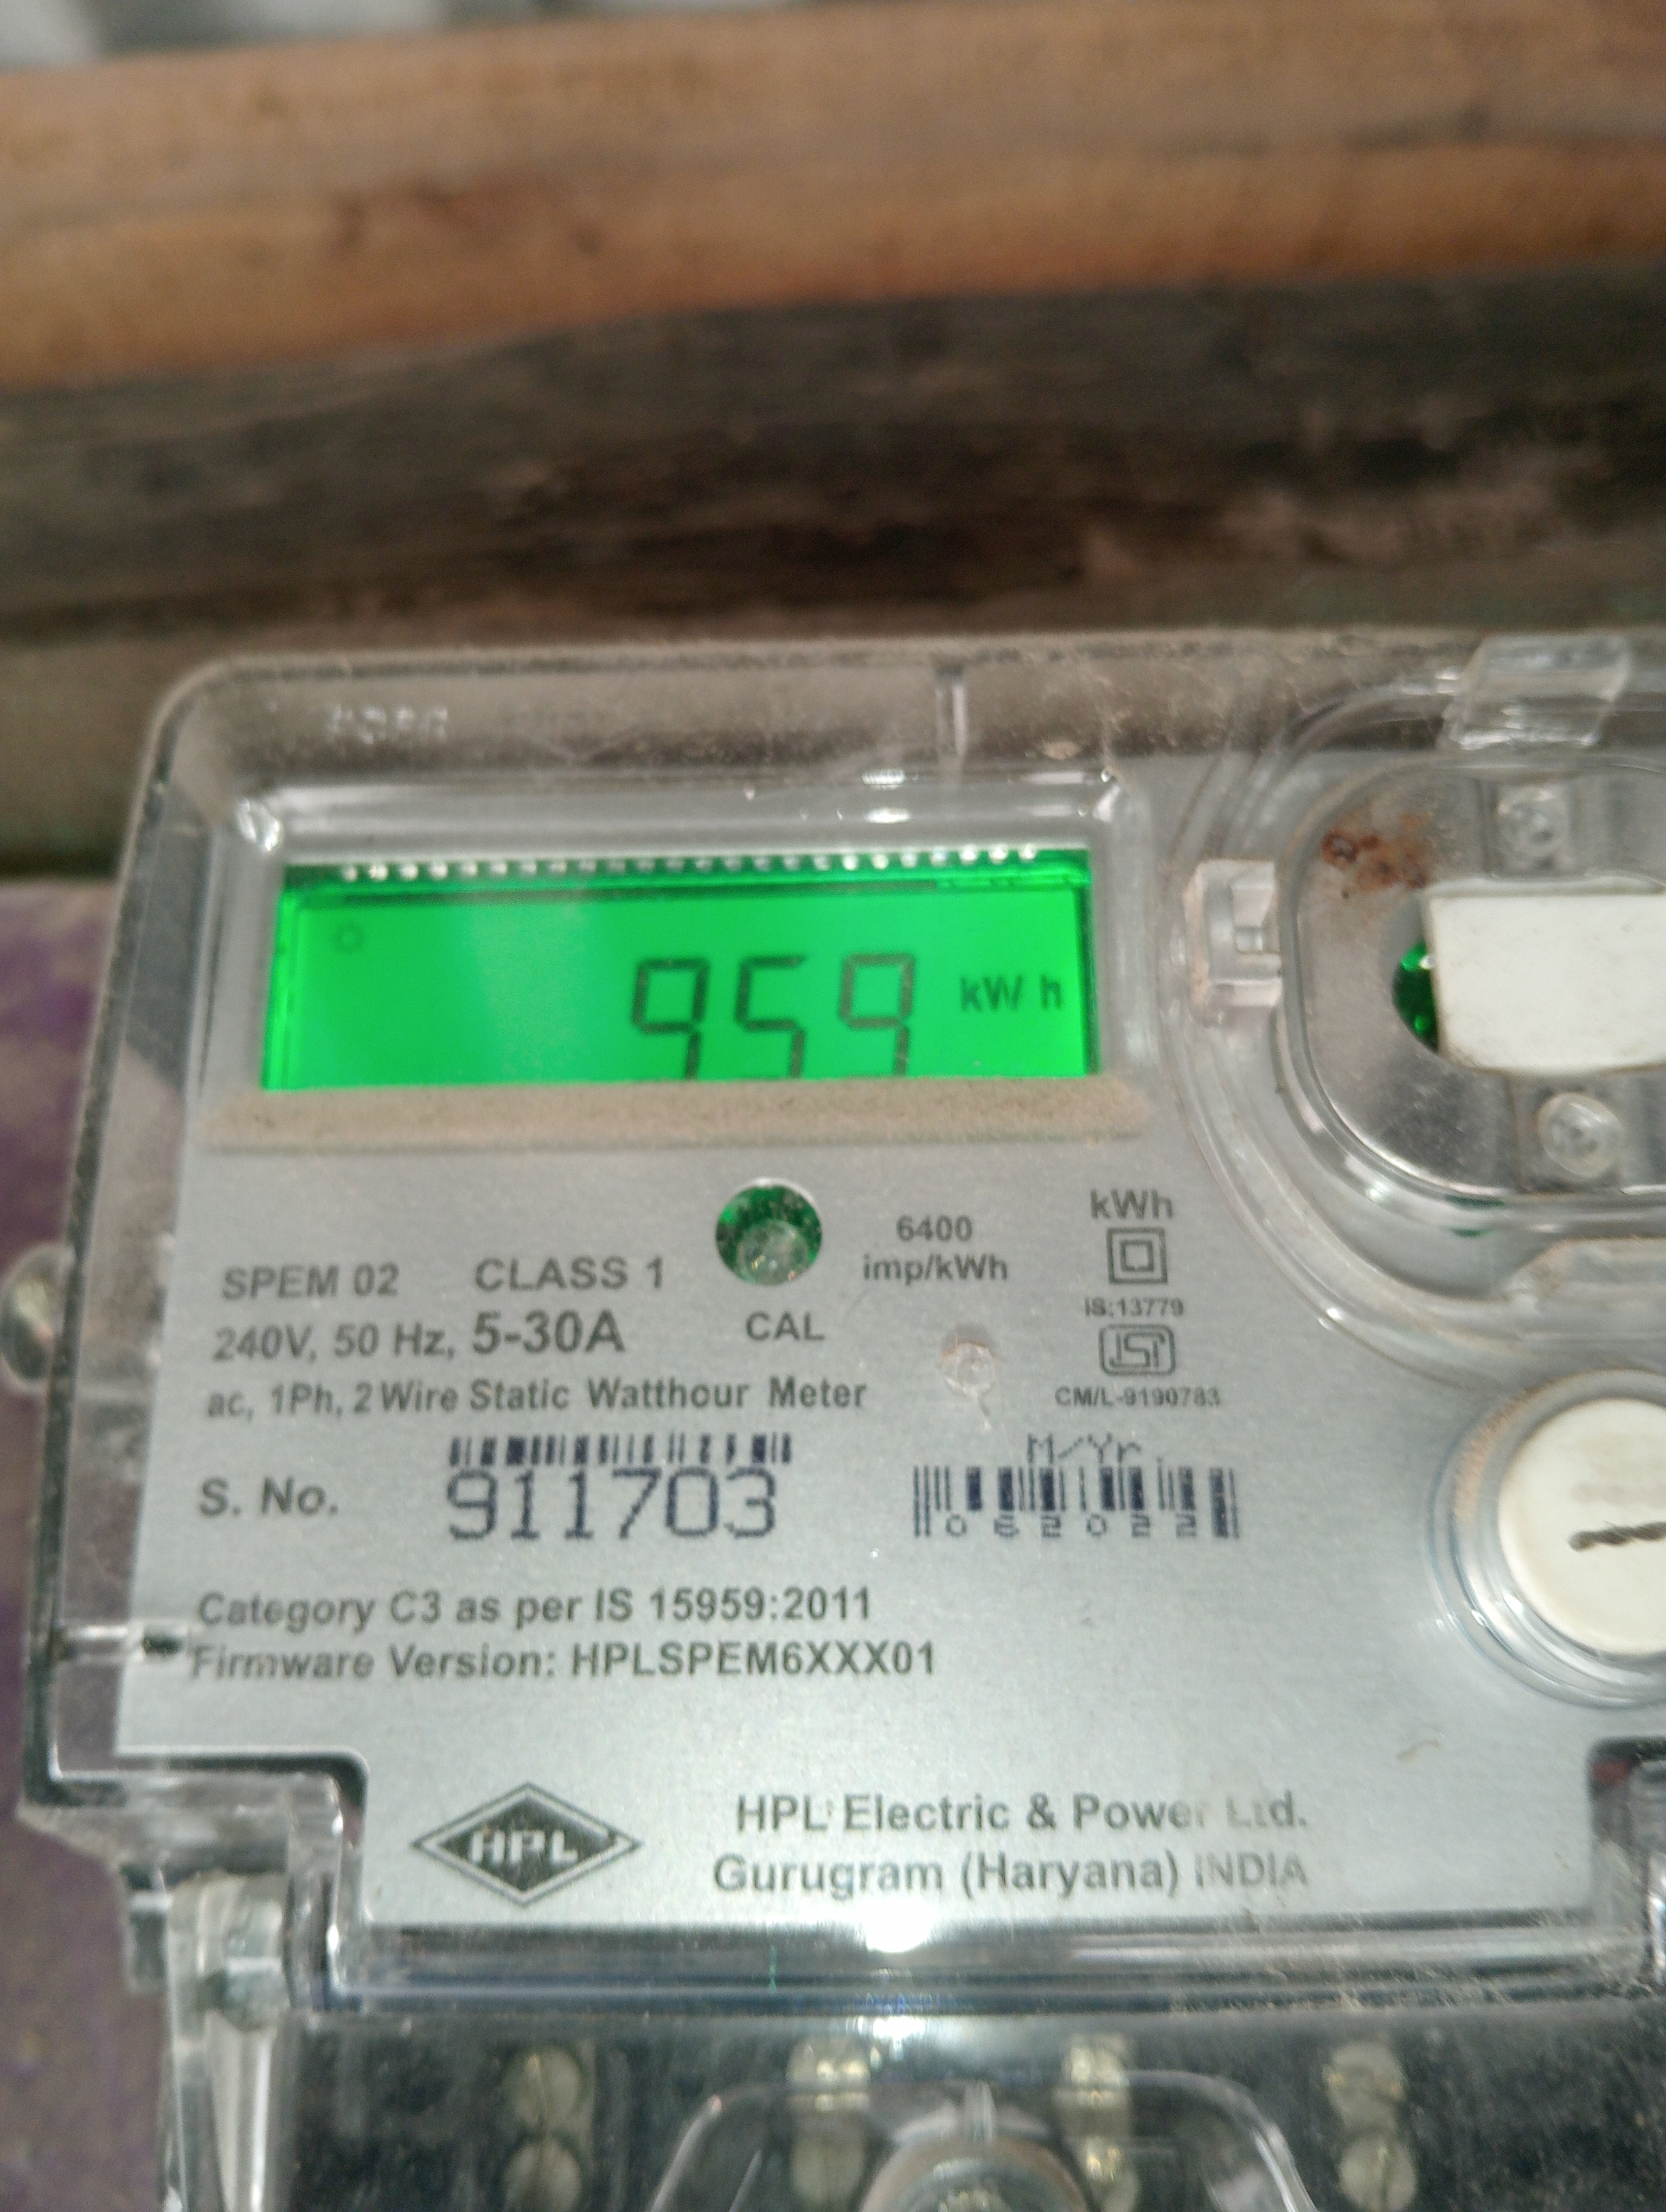 959 kW h
6400
imp/kWh
kWh
SPEM 02 CLASS 1
240V, 50 Hz, 5-30A
CAL
IS:13779
ISI
CM/L-9190783
ac, 1Ph, 2 Wire Static Watthour Meter
M/Yr.
S. No. 911703
062022
Category C3 as per IS 15959:2011
Firmware Version: HPLSPEM6XXX01
HPL
HPL Electric & Power Ltd.
Gurugram (Haryana) INDIA